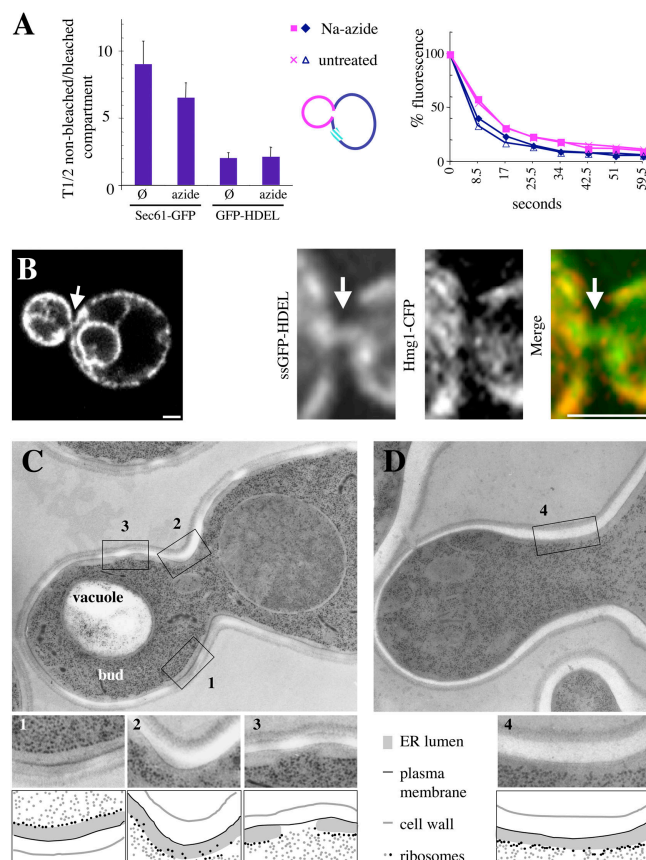 A
T1/2 non-bleached/bleached
compartment
10
5
0
Ø
azide
Ø
azide
Sec61-GFP
GFP-HDEL
Na-azide
untreated
% fluorescence
100
50
0
0
8.5
17
25.5
34
42.5
51
59.5
seconds
B
ssGFP-HDEL
Hmg1-CFP
Merge
C
3
2
vacuole
bud
1
D
4
1
2
3
4
ER lumen
plasma
membrane
cell wall
ribosomes